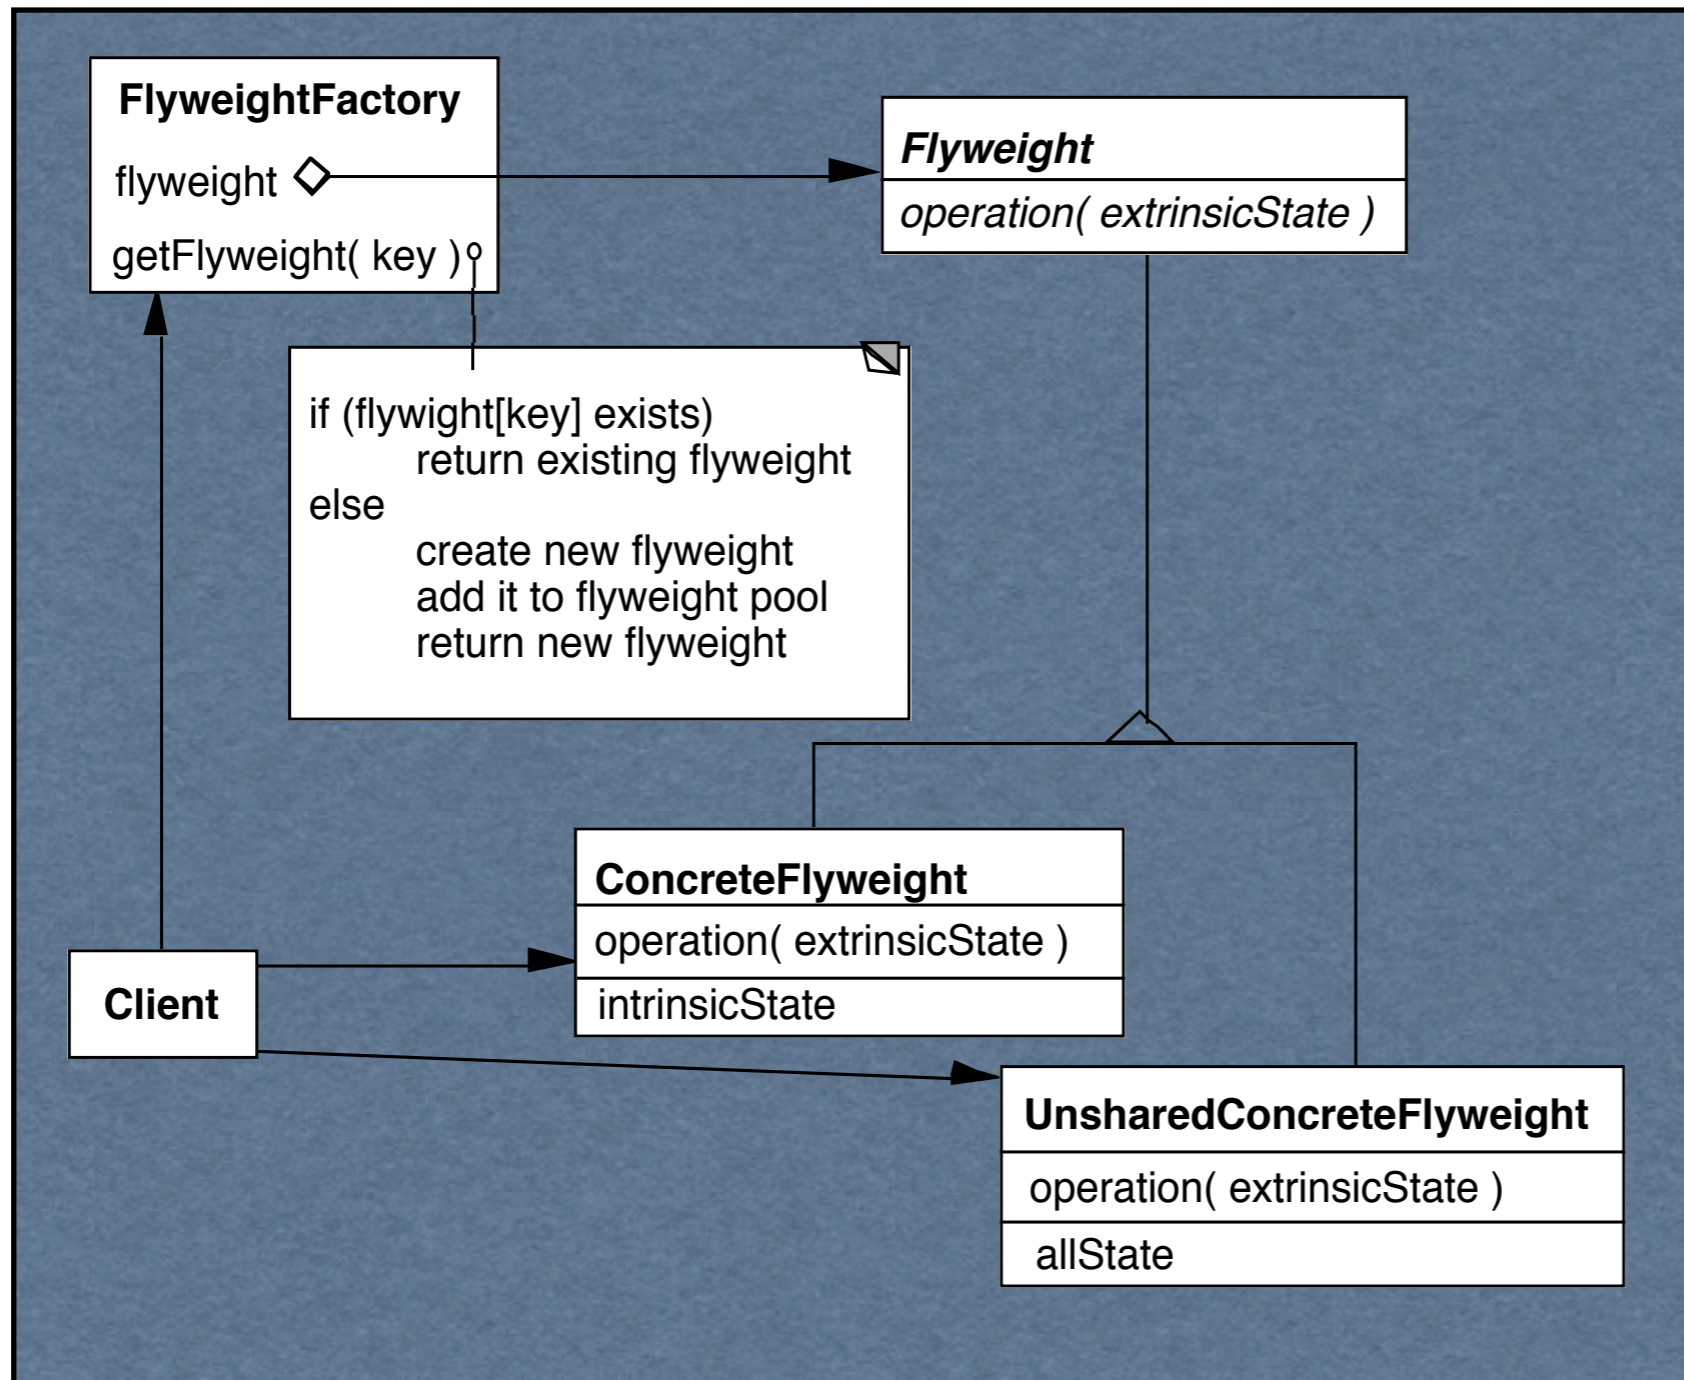 FlyweightFactory
flyweight
getFlyweight( key )
Flyweight
operation( extrinsicState )
if (flywight[key] exists)
return existing flyweight
else
create new flyweight
add it to flyweight pool
return new flyweight
ConcreteFlyweight
operation( extrinsicState )
intrinsicState
Client
UnsharedConcreteFlyweight
operation( extrinsicState )
allState